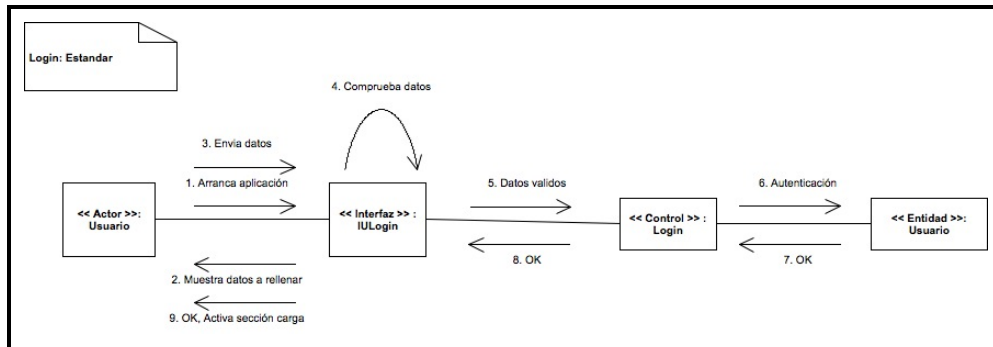 Login: Estandar
4. Comprueba datos
3. Envia datos
1. Arranca aplicación
5. Datos validos
6. Autenticación
<< Actor >>:
Usuario
<< Interfaz >> :
IULogin
<< Control >> :
Login
<< Entidad >>:
Usuario
8. OK
7. OK
2. Muestra datos a rellenar
9. OK, Activa sección carga